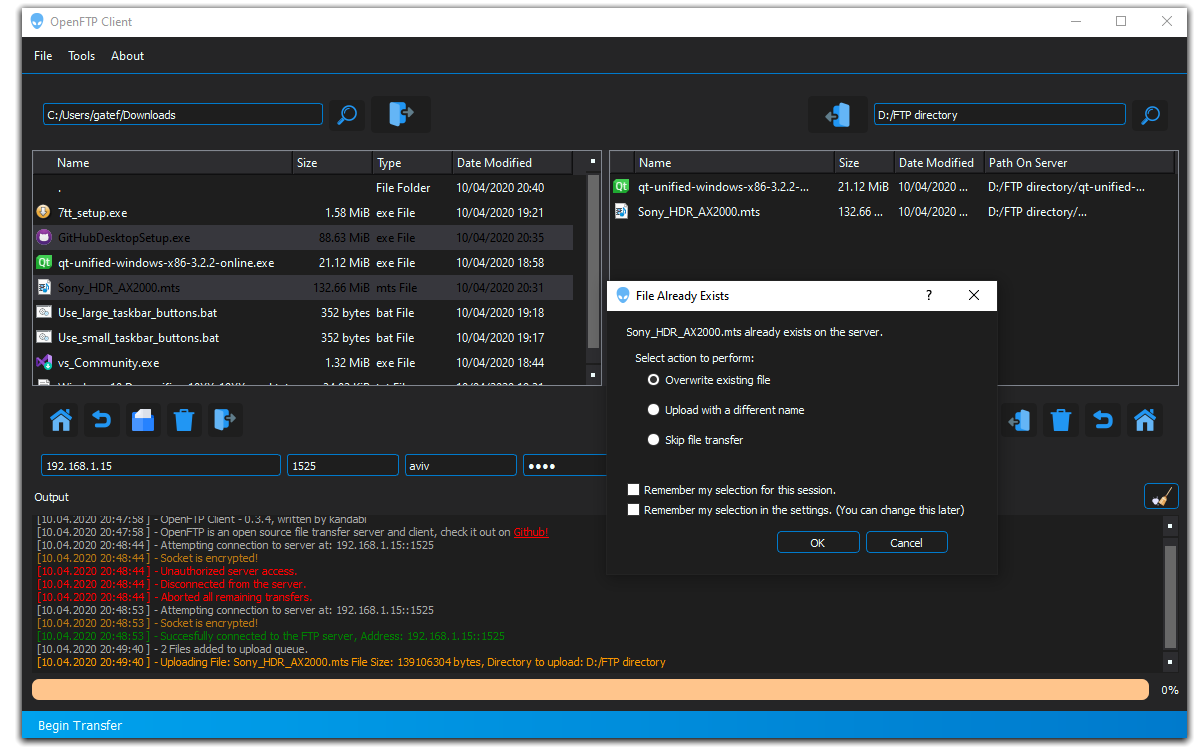 OpenFTP Client
File Tools About
C:/Users/gatef/Downloads
D:/FTP directory
Name Size Type Date Modified
. File Folder 10/04/2020 20:40
7tt_setup.exe 1.58 MiB exe File 10/04/2020 19:21
GitHubDesktopSetup.exe 88.63 MiB exe File 10/04/2020 20:35
Qt qt-unified-windows-x86-3.2.2-online.exe 21.12 MiB exe File 10/04/2020 18:58
Sony_HDR_AX2000.mts 132.66 MiB mts File 10/04/2020 20:31
Use_large_taskbar_buttons.bat 352 bytes bat File 10/04/2020 19:18
Use_small_taskbar_buttons.bat 352 bytes bat File 10/04/2020 19:17
vs_Community.exe 1.32 MiB exe File 10/04/2020 18:44
Name Size Date Modified Path On Server
Qt qt-unified-windows-x86-3.2.2-... 21.12 MiB 10/04/2020 ... D:/FTP directory/qt-unified-...
Sony_HDR_AX2000.mts 132.66 ... 10/04/2020 ... D:/FTP directory/...
File Already Exists ?
Sony_HDR_AX2000.mts already exists on the server.
Select action to perform:
Overwrite existing file
Upload with a different name
Skip file transfer
Remember my selection for this session.
Remember my selection in the settings. (You can change this later)
OK Cancel
192.168.1.15 1525 aviv ●●●●
Output
[10.04.2020 20:47:58] - OpenFTP Client - 0.3.4, written by kandabi
[10.04.2020 20:47:58] - OpenFTP is an open source file transfer server and client, check it out on Github!
[10.04.2020 20:48:44] - Attempting connection to server at: 192.168.1.15::1525
[10.04.2020 20:48:44] - Socket is encrypted!
[10.04.2020 20:48:44] - Unauthorized server access.
[10.04.2020 20:48:44] - Disconnected from the server.
[10.04.2020 20:48:44] - Aborted all remaining transfers.
[10.04.2020 20:48:53] - Attempting connection to server at: 192.168.1.15::1525
[10.04.2020 20:48:53] - Socket is encrypted!
[10.04.2020 20:48:53] - Succesfully connected to the FTP server, Address: 192.168.1.15::1525
[10.04.2020 20:49:40] - 2 Files added to upload queue.
[10.04.2020 20:49:40] - Uploading File: Sony_HDR_AX2000.mts File Size: 139106304 bytes, Directory to upload: D:/FTP directory
0%
Begin Transfer